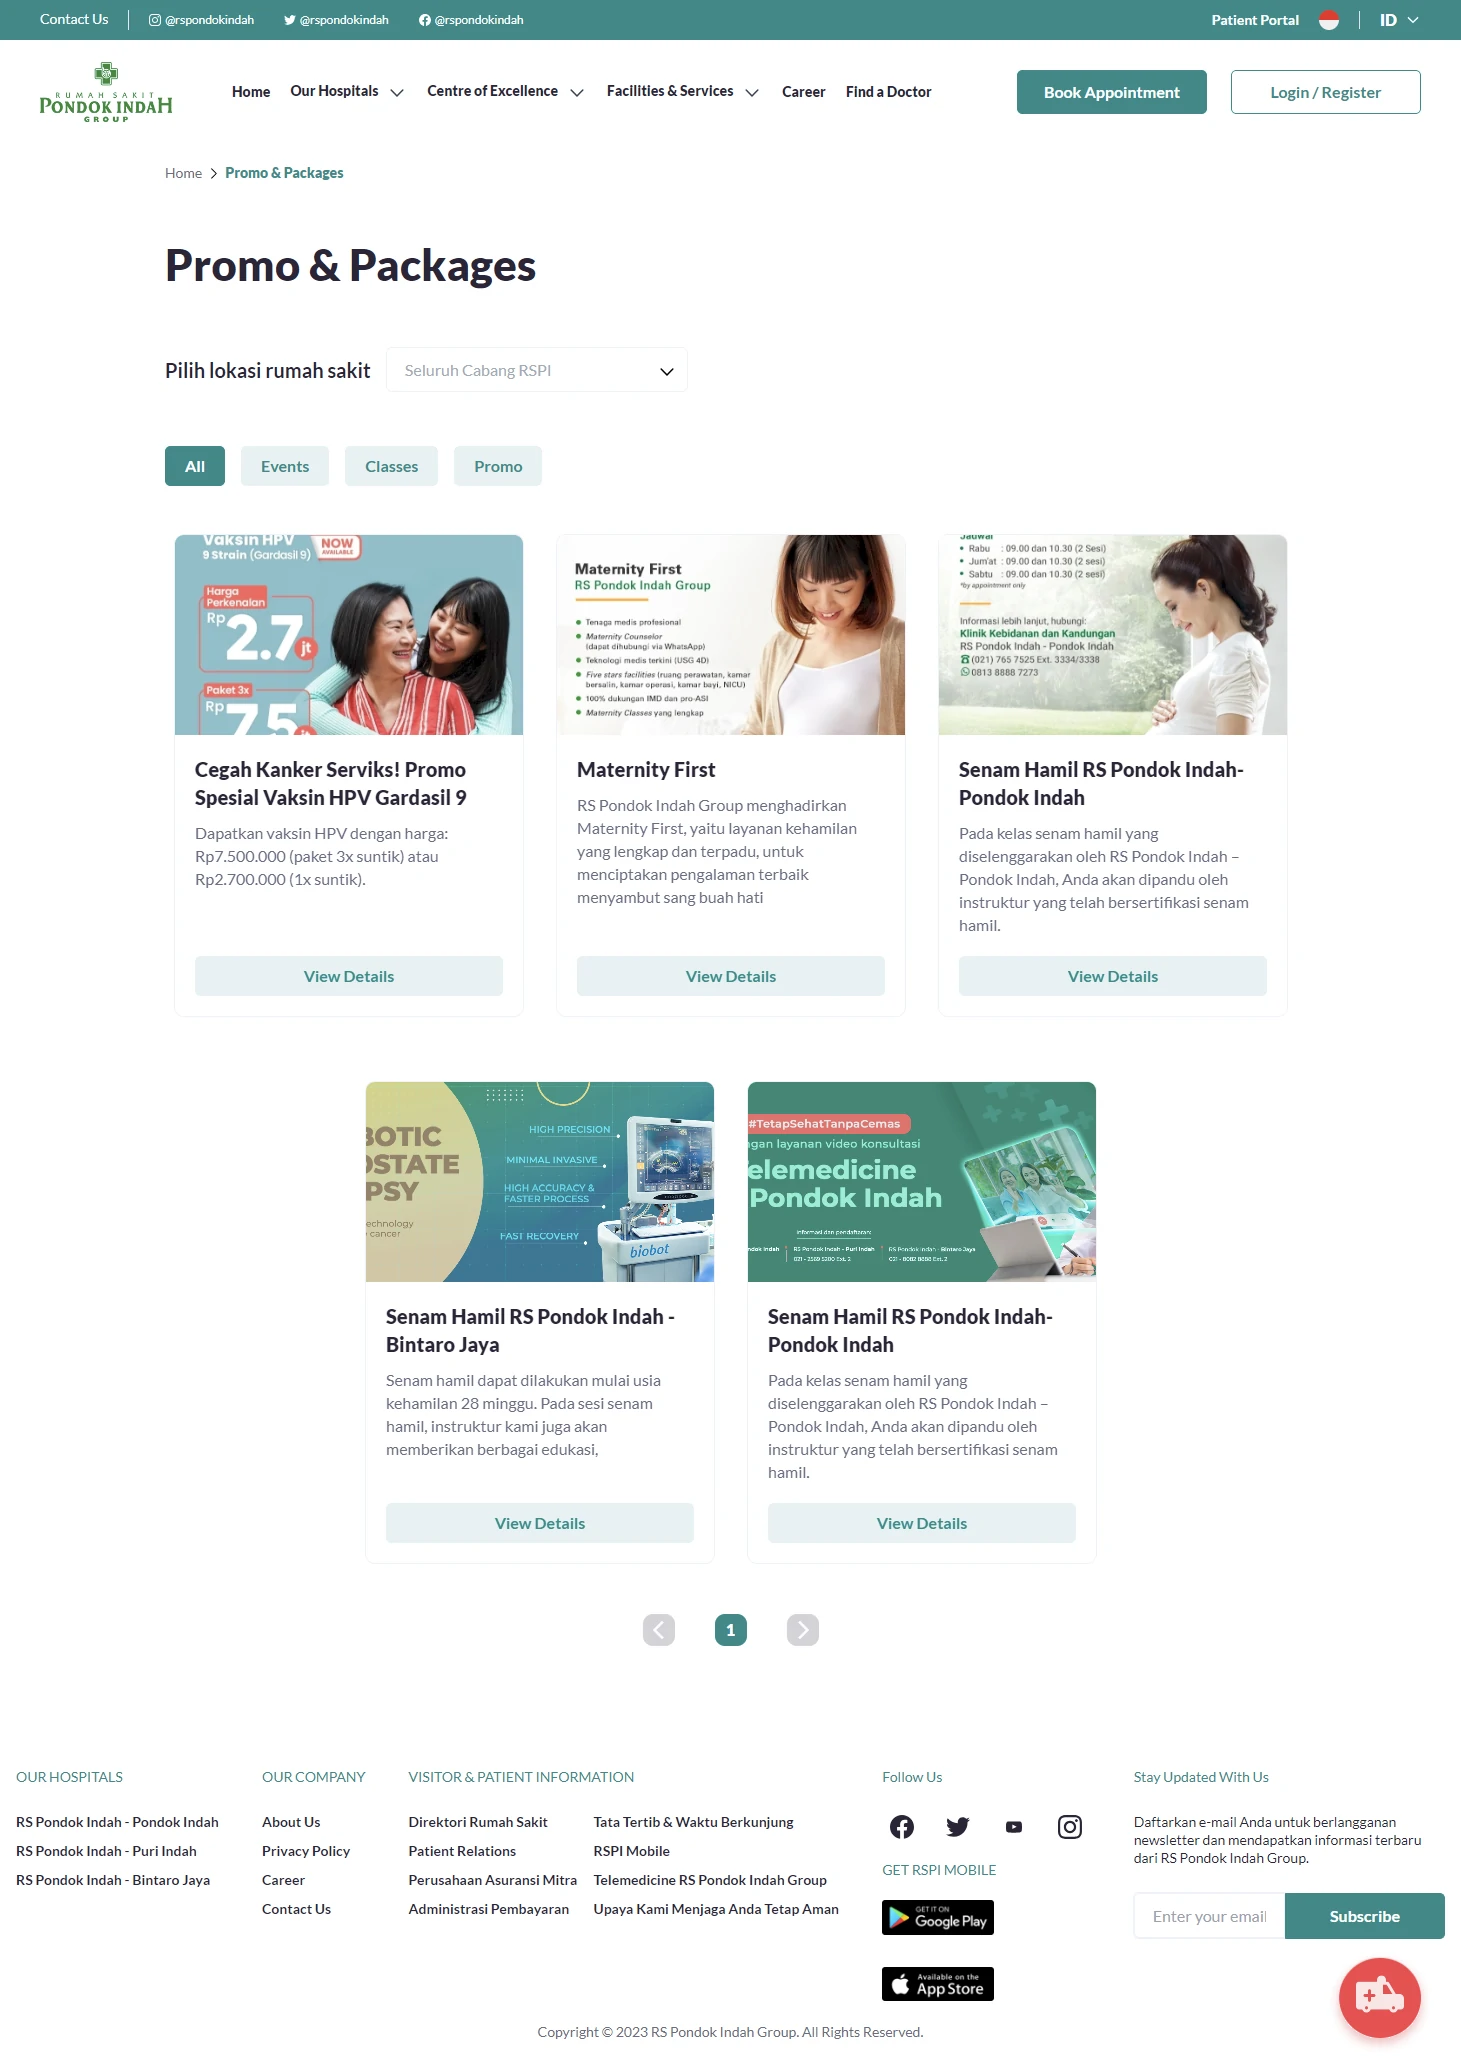 Contact Us
@rspondokindah
@rspondokindah
@rspondokindah
Patient Portal
ID
RUMAH SAKIT
PONDOK INDAH
GROUP
Home
Our Hospitals
Centre of Excellence
Facilities & Services
Career
Find a Doctor
Book Appointment
Login / Register
Home
Promo & Packages
Promo & Packages
Pilih lokasi rumah sakit
Seluruh Cabang RSPI
All
Events
Classes
Promo
Vaksin HPV
9 Strain (Gardasil 9)
NOW
AVAILABLE
Harga
Perkenalan
Rp 2.7 jt
Paket 3x
Rp 7.5 jt
Cegah Kanker Serviks! Promo
Spesial Vaksin HPV Gardasil 9
Dapatkan vaksin HPV dengan harga:
Rp7.500.000 (paket 3x suntik) atau
Rp2.700.000 (1x suntik).
View Details
Maternity First
RS Pondok Indah Group
Tenaga medis profesional
Maternity Counselor
(dapat dihubungi via WhatsApp)
Teknologi medis terkini (USG 4D)
Five stars facilities (ruang perawatan, kamar
bersalin, kamar operasi, kamar bayi, NICU)
100% dukungan IMD dan pro-ASI
Maternity Classes yang lengkap
Maternity First
RS Pondok Indah Group menghadirkan
Maternity First, yaitu layanan kehamilan
yang lengkap dan terpadu, untuk
menciptakan pengalaman terbaik
menyambut sang buah hati
View Details
Jadwal
Rabu : 09.00 dan 10.30 (2 Sesi)
Jum'at : 09.00 dan 10.30 (2 sesi)
Sabtu : 09.00 dan 10.30 (2 sesi)
*by appointment only
Informasi lebih lanjut, hubungi:
Klinik Kebidanan dan Kandungan
RS Pondok Indah - Pondok Indah
(021) 765 7525 Ext. 3334/3338
0813 8888 7273
Senam Hamil RS Pondok Indah-
Pondok Indah
Pada kelas senam hamil yang
diselenggarakan oleh RS Pondok Indah –
Pondok Indah, Anda akan dipandu oleh
instruktur yang telah bersertifikasi senam
hamil.
View Details
BOTIC
OSTATE
PSY
echnology
cancer
HIGH PRECISION
MINIMAL INVASIVE
HIGH ACCURACY &
FASTER PROCESS
FAST RECOVERY
biobot
Senam Hamil RS Pondok Indah -
Bintaro Jaya
Senam hamil dapat dilakukan mulai usia
kehamilan 28 minggu. Pada sesi senam
hamil, instruktur kami juga akan
memberikan berbagai edukasi,
View Details
#TetapSehatTanpaCemas
ngan layanan video konsultasi
elemedicine
Pondok Indah
Informasi dan pendaftaran:
ndok Indah
RS Pondok Indah - Puri Indah
RS Pondok Indah - Bintaro Jaya
Senam Hamil RS Pondok Indah-
Pondok Indah
Pada kelas senam hamil yang
diselenggarakan oleh RS Pondok Indah –
Pondok Indah, Anda akan dipandu oleh
instruktur yang telah bersertifikasi senam
hamil.
View Details
1
OUR HOSPITALS
RS Pondok Indah - Pondok Indah
RS Pondok Indah - Puri Indah
RS Pondok Indah - Bintaro Jaya
OUR COMPANY
About Us
Privacy Policy
Career
Contact Us
VISITOR & PATIENT INFORMATION
Direktori Rumah Sakit
Patient Relations
Perusahaan Asuransi Mitra
Administrasi Pembayaran
Tata Tertib & Waktu Berkunjung
RSPI Mobile
Telemedicine RS Pondok Indah Group
Upaya Kami Menjaga Anda Tetap Aman
Follow Us
GET RSPI MOBILE
GET IT ON
Google Play
Available on the
App Store
Stay Updated With Us
Daftarkan e-mail Anda untuk berlangganan
newsletter dan mendapatkan informasi terbaru
dari RS Pondok Indah Group.
Enter your email
Subscribe
Copyright © 2023 RS Pondok Indah Group. All Rights Reserved.